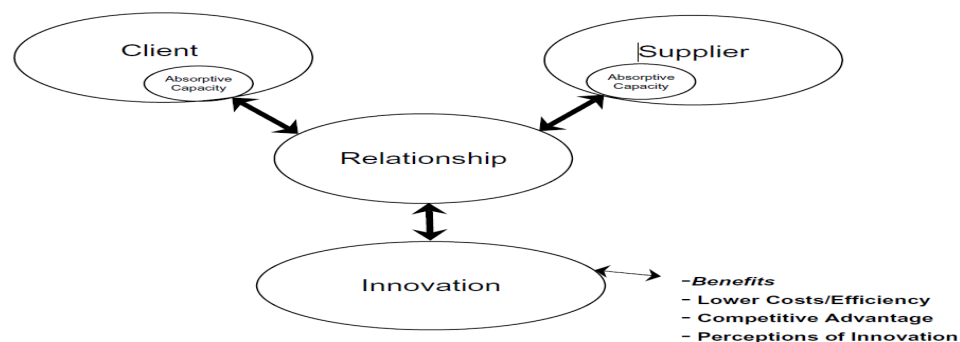 Client
Absorptive
Capacity
Supplier
Absorptive
Capacity
Relationship
Innovation
-Benefits
- Lower Costs/Efficiency
- Competitive Advantage
- Perceptions of Innovation